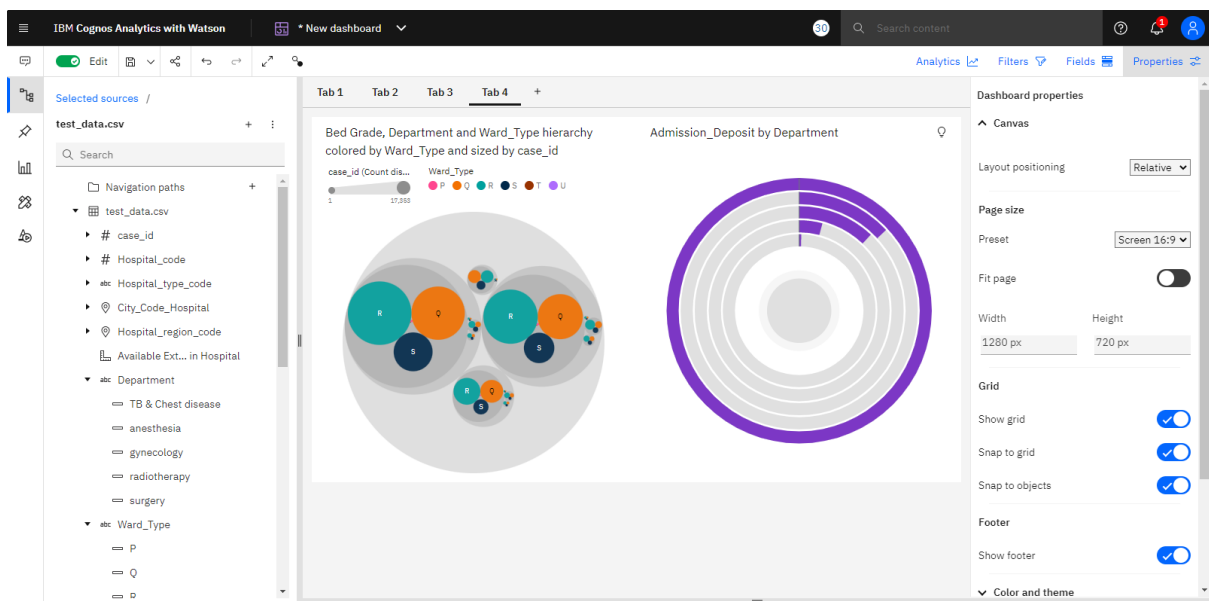 IBM Cognos Analytics with Watson
* New dashboard
30
Search content
1
Edit
Analytics
Filters
Fields
Properties
Selected sources /
test_data.csv
Search
Navigation paths
test_data.csv
# case_id
# Hospital_code
abc Hospital_type_code
City_Code_Hospital
Hospital_region_code
Available Ext... in Hospital
abc Department
TB & Chest disease
anesthesia
gynecology
radiotherapy
surgery
abc Ward_Type
P
Q
R
Tab 1 Tab 2 Tab 3 Tab 4 +
Bed Grade, Department and Ward_Type hierarchy
colored by Ward_Type and sized by case_id
case_id (Count dis...
1 17,353
Ward_Type
P Q R S T U
R Q R Q
S S
R Q
S
Admission_Deposit by Department
Dashboard properties
Canvas
Layout positioning Relative
Page size
Preset Screen 16:9
Fit page
Width Height
1280 px 720 px
Grid
Show grid
Snap to grid
Snap to objects
Footer
Show footer
Color and theme